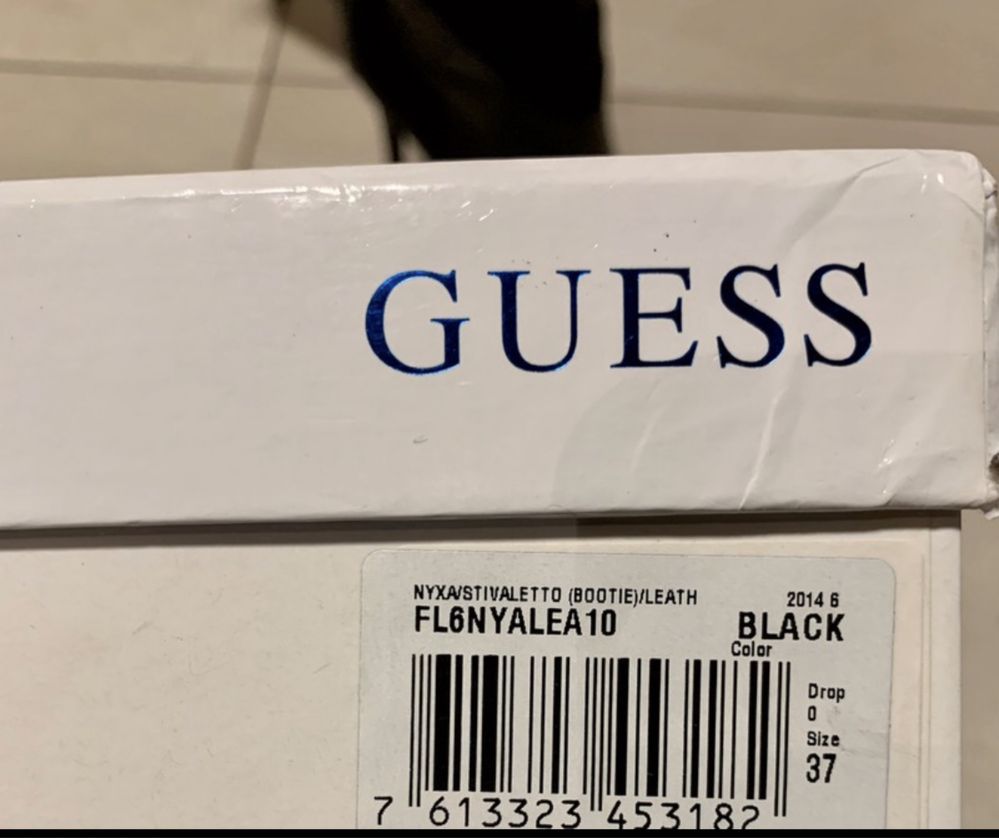 GUESS
NYXA/STIVALETTO (BOOTIE)/LEATH 2014 6
FL6NYALEA10 BLACK
Color
Drop
0
Size
37
7 613323 453182